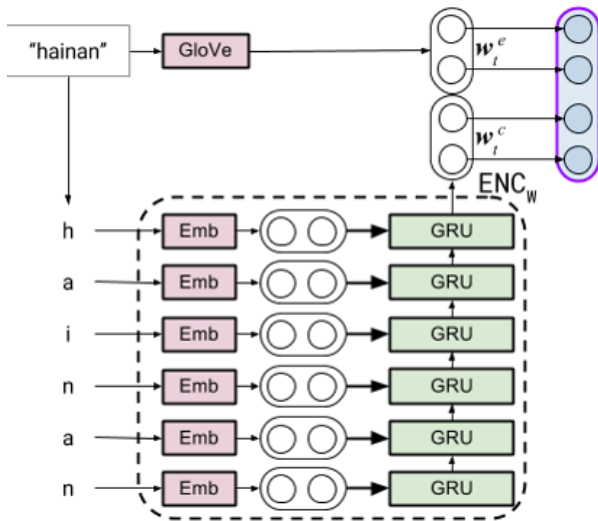 "hainan" GloVe w_t^e
w_t^c
ENC_W
h Emb GRU
a Emb GRU
i Emb GRU
n Emb GRU
a Emb GRU
n Emb GRU